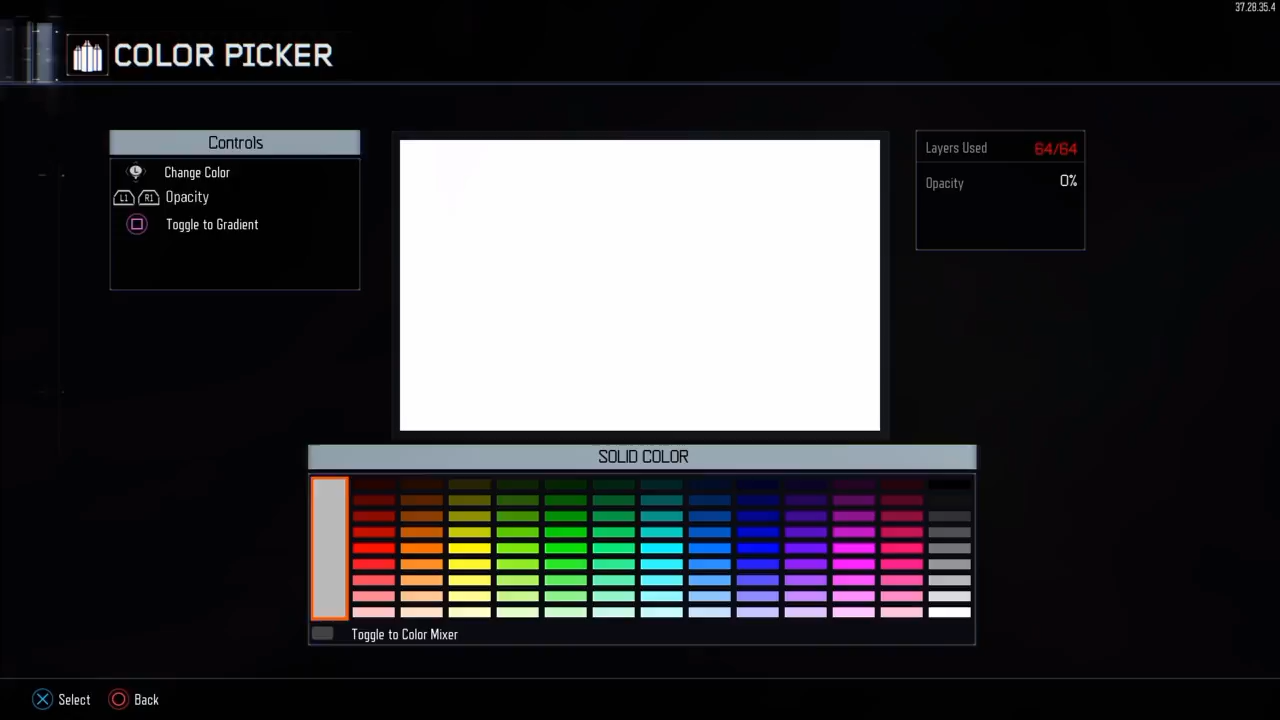 37.28.35.4
COLOR PICKER
Controls
L Change Color
L1 R1 Opacity
Toggle to Gradient
Layers Used 64/64
Opacity 0%
SOLID COLOR
Toggle to Color Mixer
Select Back